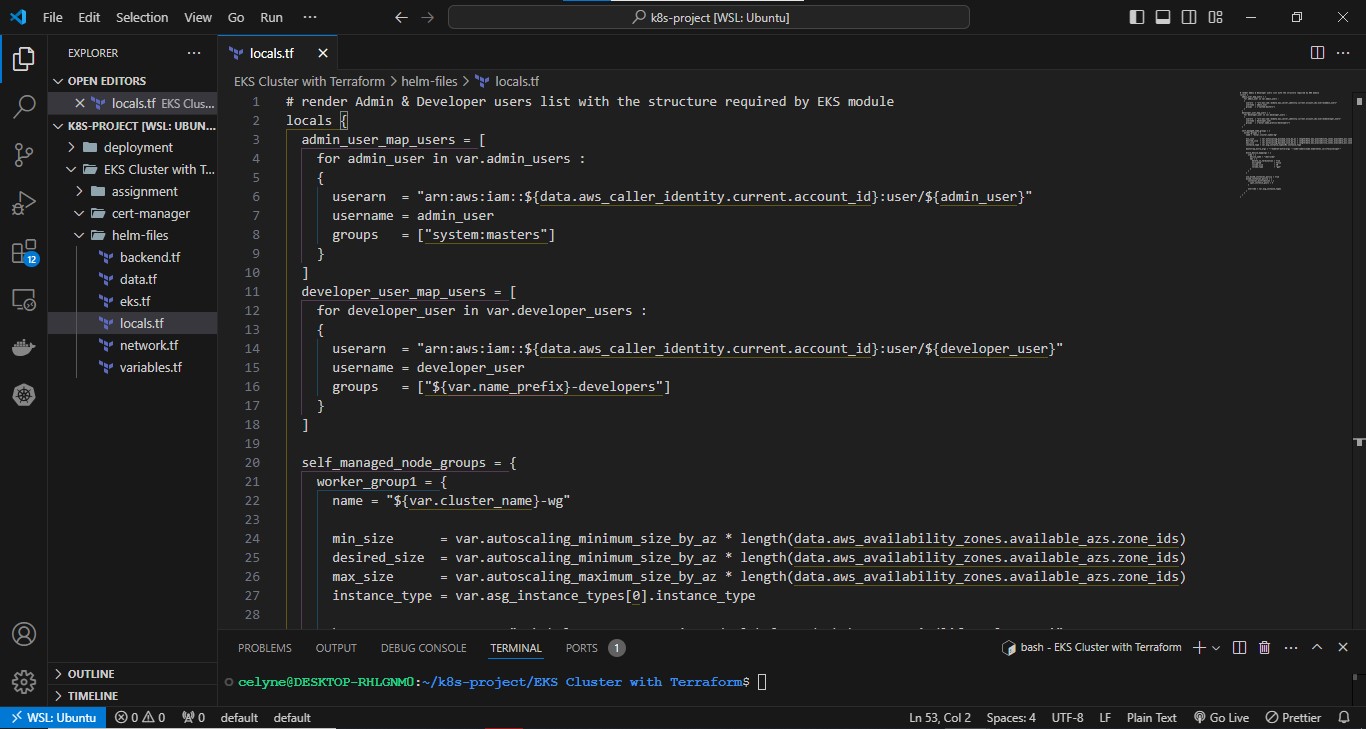 File Edit Selection View Go Run ··· k8s-project [WSL: Ubuntu]
EXPLORER ···
OPEN EDITORS
locals.tf EKS Clus...
K8S-PROJECT [WSL: UBUN...
deployment
EKS Cluster with T...
assignment
cert-manager
helm-files
backend.tf
data.tf
eks.tf
locals.tf
network.tf
variables.tf
OUTLINE
TIMELINE
12
locals.tf
EKS Cluster with Terraform > helm-files > locals.tf
1 # render Admin & Developer users list with the structure required by EKS module
2 locals {
3 admin_user_map_users = [
4 for admin_user in var.admin_users :
5 {
6 userarn = "arn:aws:iam::${data.aws_caller_identity.current.account_id}:user/${admin_user}"
7 username = admin_user
8 groups = ["system:masters"]
9 }
10 ]
11 developer_user_map_users = [
12 for developer_user in var.developer_users :
13 {
14 userarn = "arn:aws:iam::${data.aws_caller_identity.current.account_id}:user/${developer_user}"
15 username = developer_user
16 groups = ["${var.name_prefix}-developers"]
17 }
18 ]
19
20 self_managed_node_groups = {
21 worker_group1 = {
22 name = "${var.cluster_name}-wg"
23
24 min_size = var.autoscaling_minimum_size_by_az * length(data.aws_availability_zones.available_azs.zone_ids)
25 desired_size = var.autoscaling_minimum_size_by_az * length(data.aws_availability_zones.available_azs.zone_ids)
26 max_size = var.autoscaling_maximum_size_by_az * length(data.aws_availability_zones.available_azs.zone_ids)
27 instance_type = var.asg_instance_types[0].instance_type
28
PROBLEMS OUTPUT DEBUG CONSOLE TERMINAL PORTS 1 bash - EKS Cluster with Terraform
celyne@DESKTOP-RHLGNM0:~/k8s-project/EKS Cluster with Terraform$
WSL: Ubuntu 0 0 0 default default Ln 53, Col 2 Spaces: 4 UTF-8 LF Plain Text Go Live Prettier